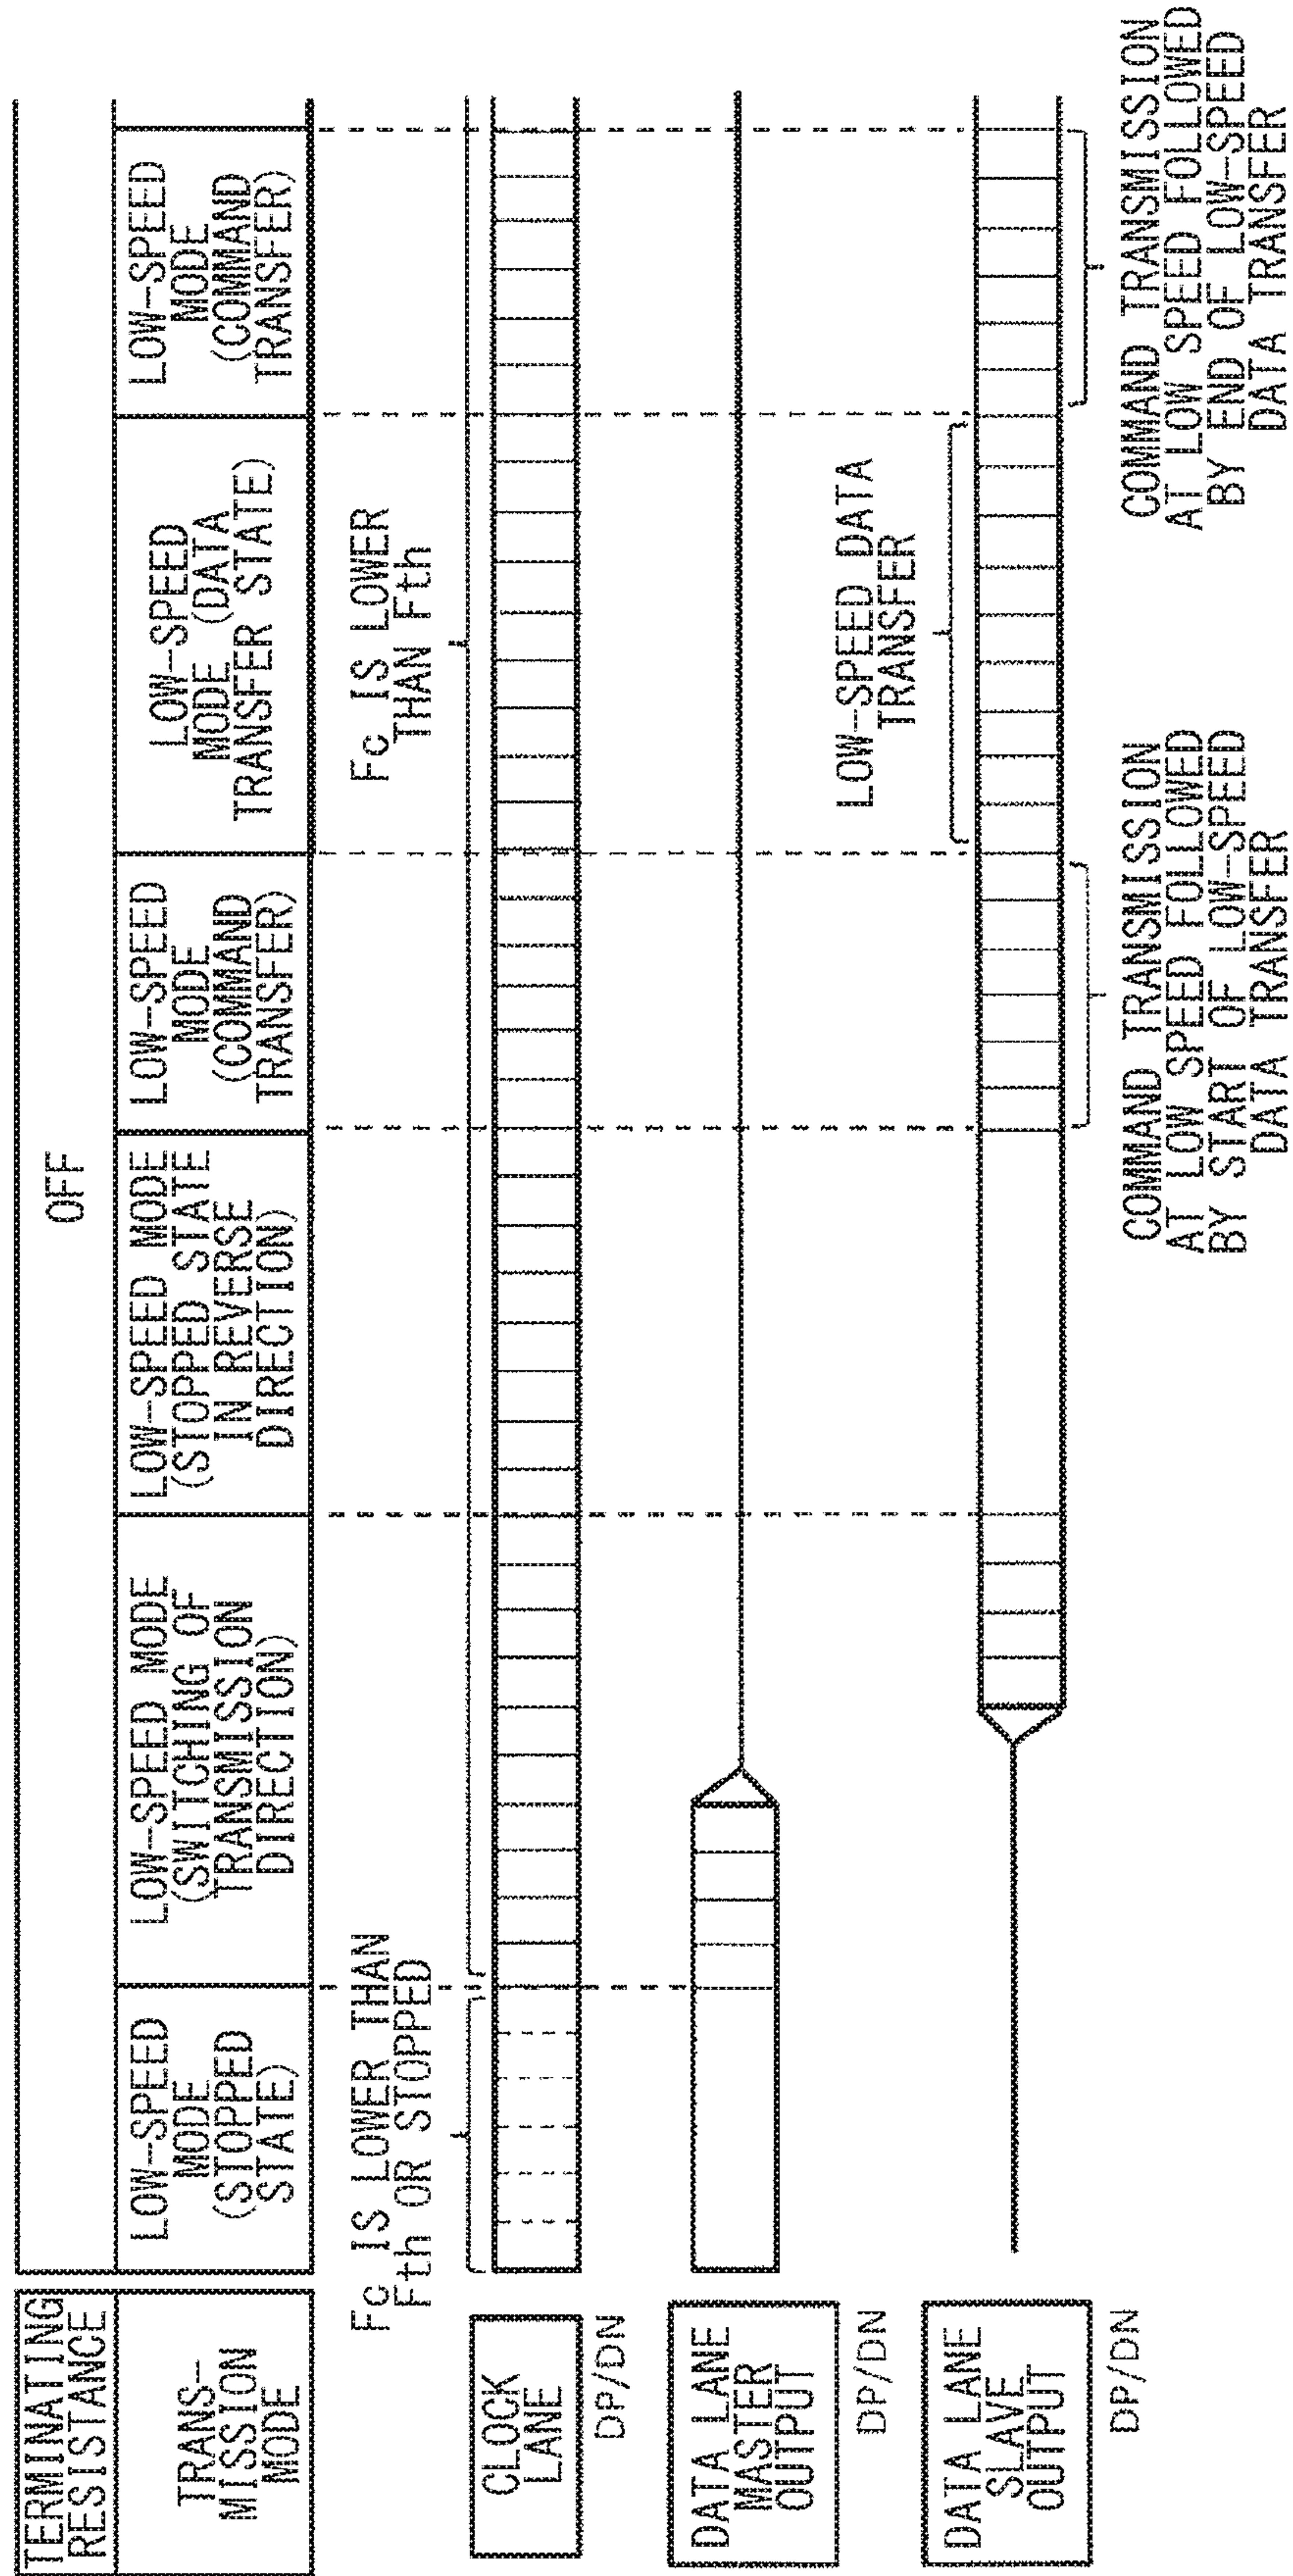 TERMINATING
RESISTANCE
OFF
TRANS-
MISSION
MODE
LOW-SPEED
MODE
(STOPPED
STATE)
LOW-SPEED MODE
(SWITCHING OF
TRANSMISSION
DIRECTION)
LOW-SPEED MODE
(STOPPED STATE
IN REVERSE
DIRECTION)
LOW-SPEED
MODE
(COMMAND
TRANSFER)
LOW-SPEED
MODE (DATA
TRANSFER STATE)
LOW-SPEED
MODE
(COMMAND
TRANSFER)
Fc IS LOWER THAN
Fth OR STOPPED
Fc IS LOWER
THAN Fth
CLOCK
LANE
DP/DN
DATA LANE
MASTER
OUTPUT
DP/DN
LOW-SPEED DATA
TRANSFER
DATA LANE
SLAVE
OUTPUT
DP/DN
COMMAND TRANSMISSION
AT LOW SPEED FOLLOWED
BY START OF LOW-SPEED
DATA TRANSFER
COMMAND TRANSMISSION
AT LOW SPEED FOLLOWED
BY END OF LOW-SPEED
DATA TRANSFER